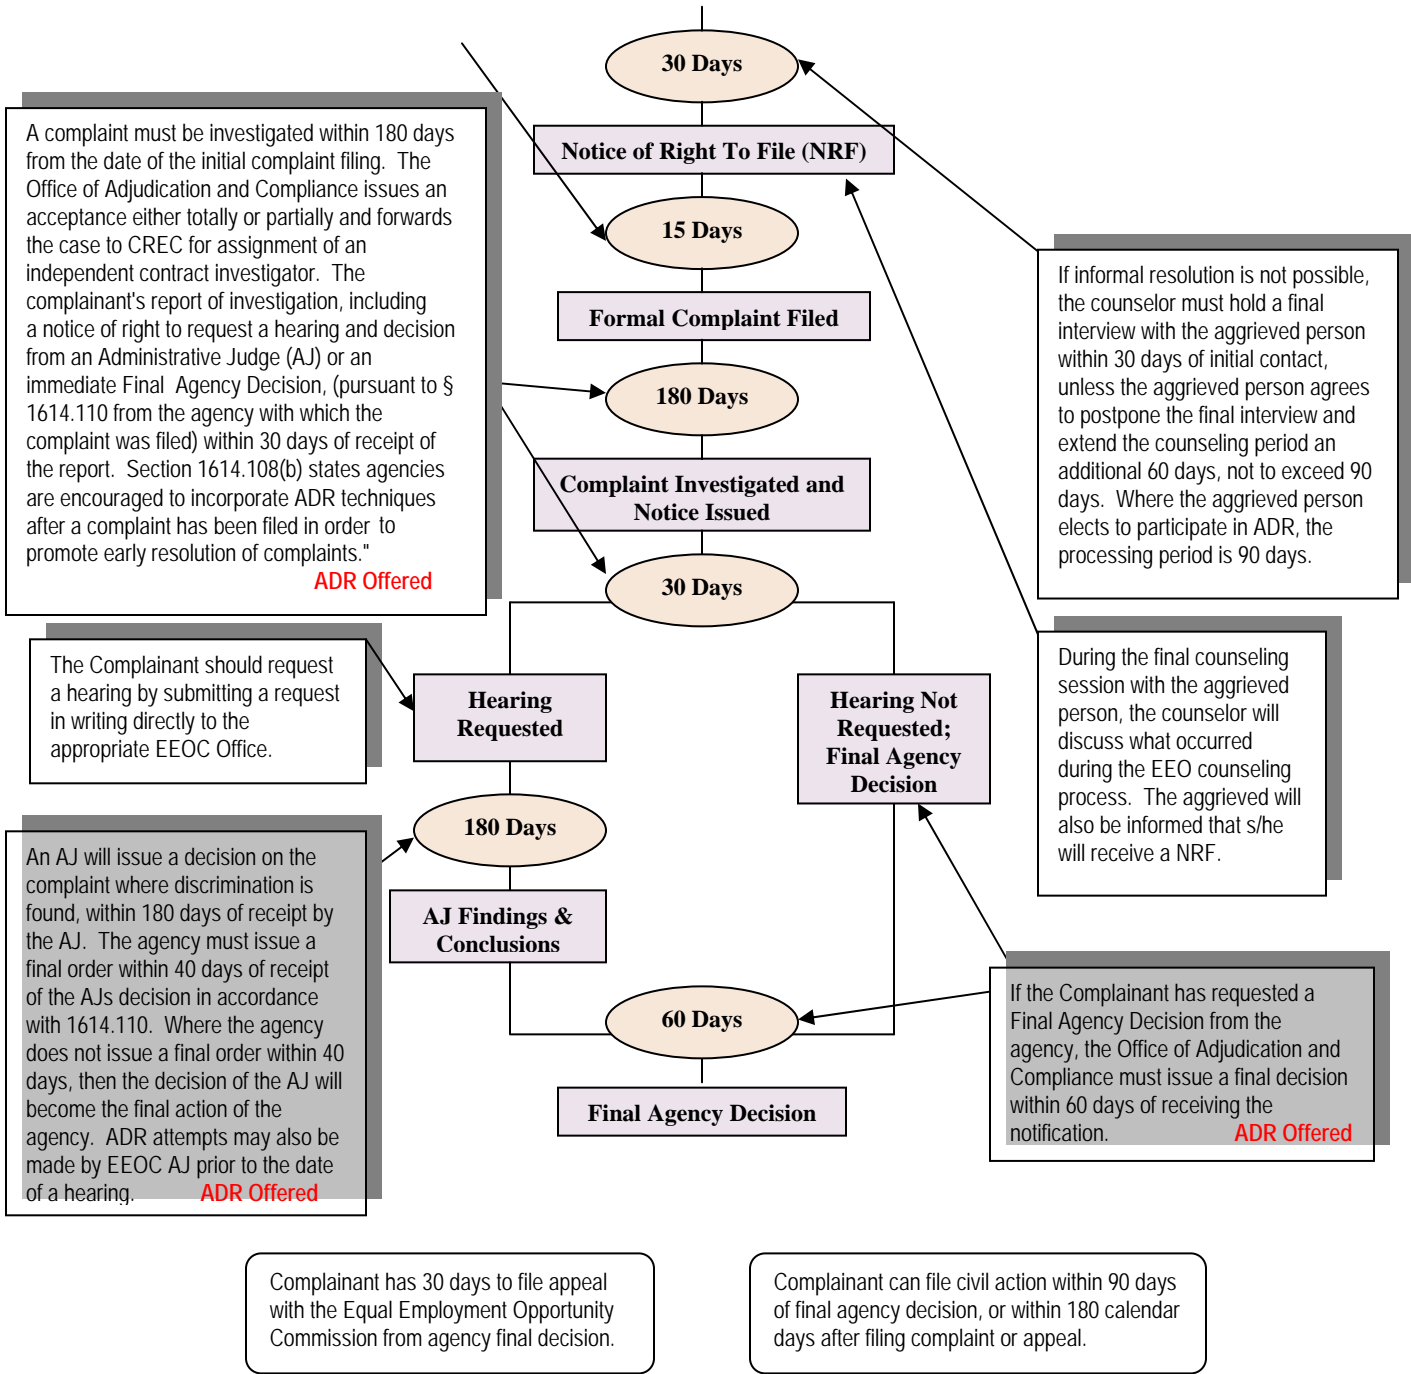 30 Days
Notice of Right To File (NRF)
15 Days
Formal Complaint Filed
180 Days
Complaint Investigated and
Notice Issued
30 Days
A complaint must be investigated within 180 days
from the date of the initial complaint filing. The
Office of Adjudication and Compliance issues an
acceptance either totally or partially and forwards
the case to CREC for assignment of an
independent contract investigator. The
complainant's report of investigation, including
a notice of right to request a hearing and decision
from an Administrative Judge (AJ) or an
immediate Final Agency Decision, (pursuant to §
1614.110 from the agency with which the
complaint was filed) within 30 days of receipt of
the report. Section 1614.108(b) states agencies
are encouraged to incorporate ADR techniques
after a complaint has been filed in order to
promote early resolution of complaints."
ADR Offered
If informal resolution is not possible,
the counselor must hold a final
interview with the aggrieved person
within 30 days of initial contact,
unless the aggrieved person agrees
to postpone the final interview and
extend the counseling period an
additional 60 days, not to exceed 90
days. Where the aggrieved person
elects to participate in ADR, the
processing period is 90 days.
The Complainant should request
a hearing by submitting a request
in writing directly to the
appropriate EEOC Office.
Hearing
Requested
Hearing Not
Requested;
Final Agency
Decision
During the final counseling
session with the aggrieved
person, the counselor will
discuss what occurred
during the EEO counseling
process. The aggrieved will
also be informed that s/he
will receive a NRF.
180 Days
AJ Findings &
Conclusions
An AJ will issue a decision on the
complaint where discrimination is
found, within 180 days of receipt by
the AJ. The agency must issue a
final order within 40 days of receipt
of the AJs decision in accordance
with 1614.110. Where the agency
does not issue a final order within 40
days, then the decision of the AJ will
become the final action of the
agency. ADR attempts may also be
made by EEOC AJ prior to the date
of a hearing. ADR Offered
60 Days
Final Agency Decision
If the Complainant has requested a
Final Agency Decision from the
agency, the Office of Adjudication and
Compliance must issue a final decision
within 60 days of receiving the
notification. ADR Offered
Complainant has 30 days to file appeal
with the Equal Employment Opportunity
Commission from agency final decision.
Complainant can file civil action within 90 days
of final agency decision, or within 180 calendar
days after filing complaint or appeal.